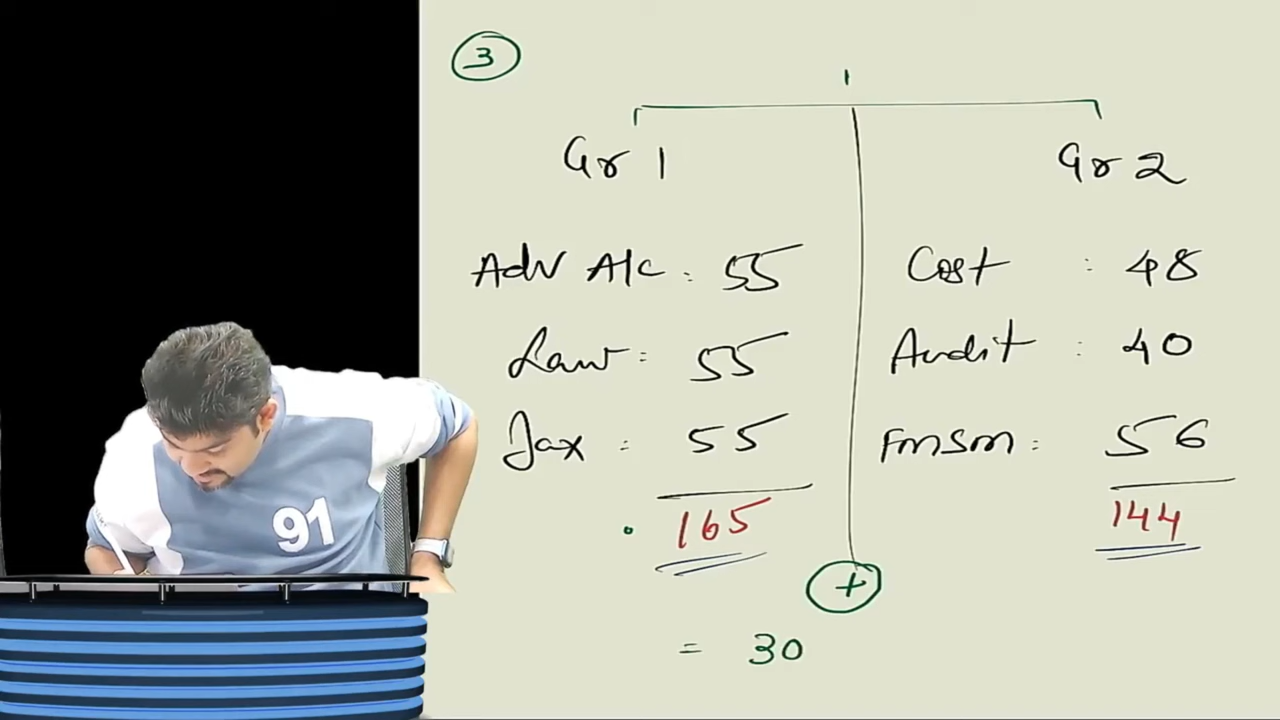 3
Gr 1
Gr 2
Adv A/c : 55
Cost : 48
Law : 55
Audit : 40
Tax : 55
FMSM : 56
165
144
+
= 30
91